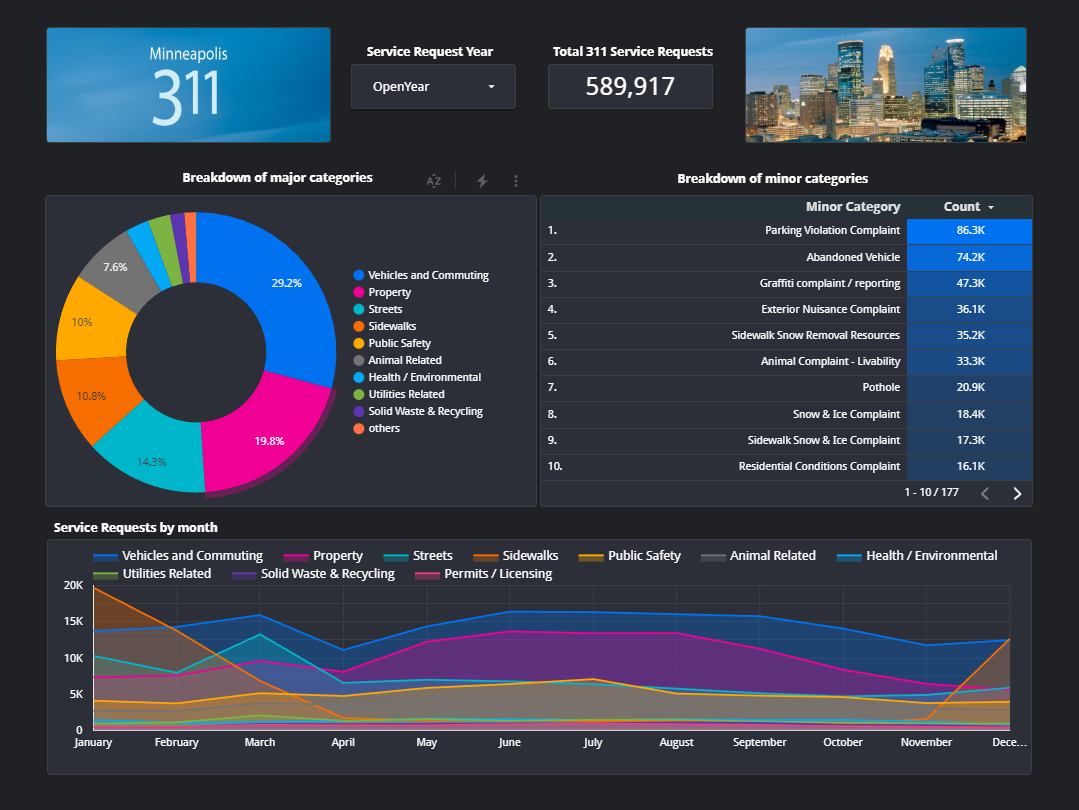 Minneapolis
311
Service Request Year
OpenYear
Total 311 Service Requests
589,917
Breakdown of major categories
AZ
29.2%
19.8%
14.3%
10.8%
10%
7.6%
Vehicles and Commuting
Property
Streets
Sidewalks
Public Safety
Animal Related
Health / Environmental
Utilities Related
Solid Waste & Recycling
others
Breakdown of minor categories
Minor Category Count
1. Parking Violation Complaint 86.3K
2. Abandoned Vehicle 74.2K
3. Graffiti complaint / reporting 47.3K
4. Exterior Nuisance Complaint 36.1K
5. Sidewalk Snow Removal Resources 35.2K
6. Animal Complaint - Livability 33.3K
7. Pothole 20.9K
8. Snow & Ice Complaint 18.4K
9. Sidewalk Snow & Ice Complaint 17.3K
10. Residential Conditions Complaint 16.1K
1 - 10 / 177
Service Requests by month
Vehicles and Commuting Property Streets Sidewalks Public Safety Animal Related Health / Environmental
Utilities Related Solid Waste & Recycling Permits / Licensing
20K
15K
10K
5K
0
January February March April May June July August September October November Dece...